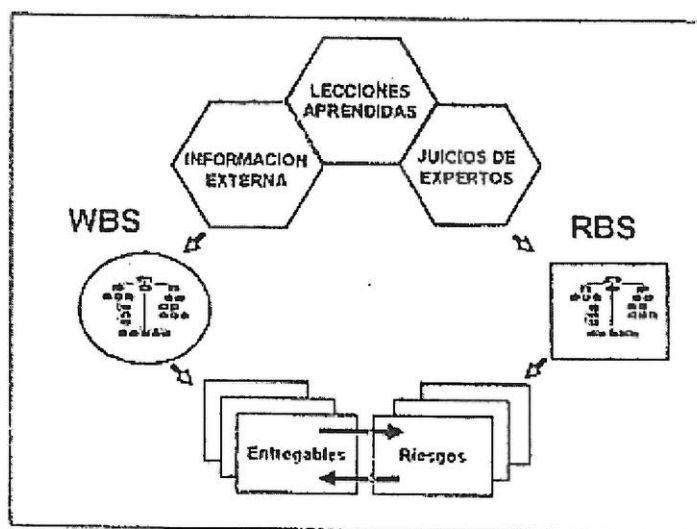 LECCIONES
APRENDIDAS
INFORMACION
EXTERNA
JUICIOS DE
EXPERTOS
WBS
RBS
Entregables
Riesgos